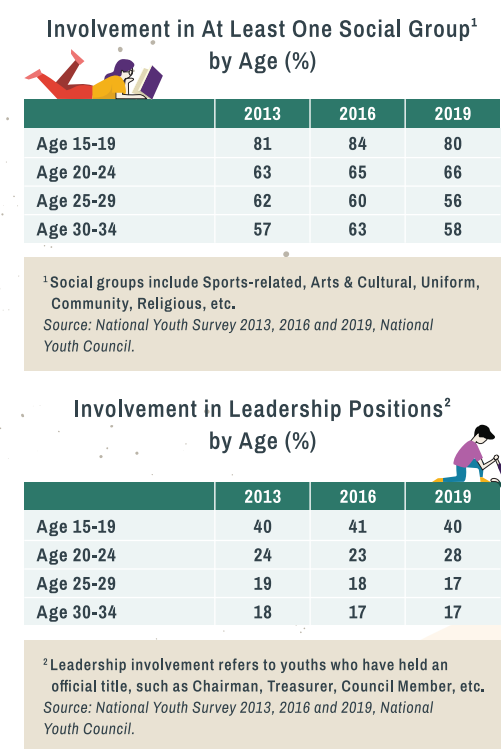 Involvement in At Least One Social Group¹
by Age (%)
2013 2016 2019
Age 15-19 81 84 80
Age 20-24 63 65 66
Age 25-29 62 60 56
Age 30-34 57 63 58
¹ Social groups include Sports-related, Arts & Cultural, Uniform,
Community, Religious, etc.
Source: National Youth Survey 2013, 2016 and 2019, National
Youth Council.
Involvement in Leadership Positions²
by Age (%)
2013 2016 2019
Age 15-19 40 41 40
Age 20-24 24 23 28
Age 25-29 19 18 17
Age 30-34 18 17 17
² Leadership involvement refers to youths who have held an
official title, such as Chairman, Treasurer, Council Member, etc.
Source: National Youth Survey 2013, 2016 and 2019, National
Youth Council.